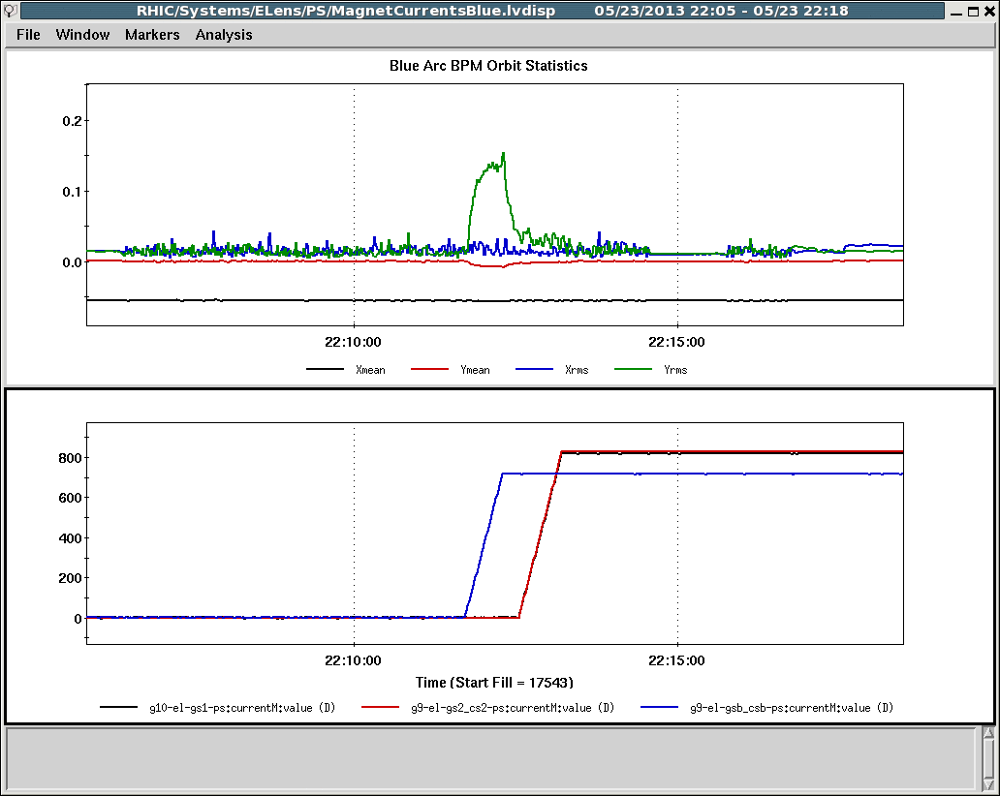 RHIC/Systems/ELens/PS/MagnetCurrentsBlue.lvdisp 05/23/2013 22:05 - 05/23 22:18
File Window Markers Analysis
Blue Arc BPM Orbit Statistics
0.2
0.1
0.0
22:10:00 22:15:00
Xmean Ymean Xrms Yrms
800
600
400
200
0
22:10:00 22:15:00
Time (Start Fill = 17543)
g10-el-gs1-ps:currentM:value (D) g9-el-gs2_cs2-ps:currentM:value (D) g9-el-gsb_csb-ps:currentM:value (D)